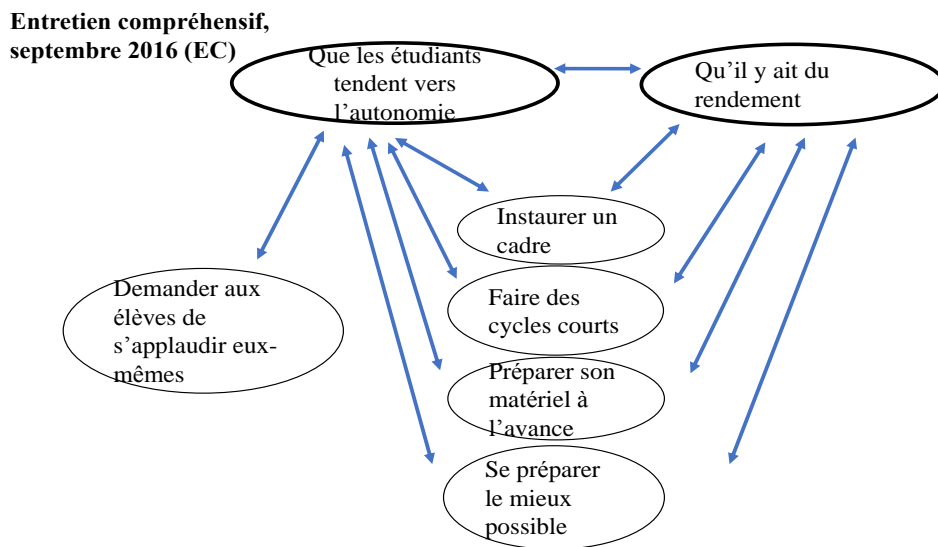 Entretien compréhensif,
septembre 2016 (EC)
Que les étudiants
tendent vers
l’autonomie
Qu’il y ait du
rendement
Instaurer un
cadre
Demander aux
élèves de
s’applaudir eux-
mêmes
Faire des
cycles courts
Préparer son
matériel à
l’avance
Se préparer
le mieux
possible